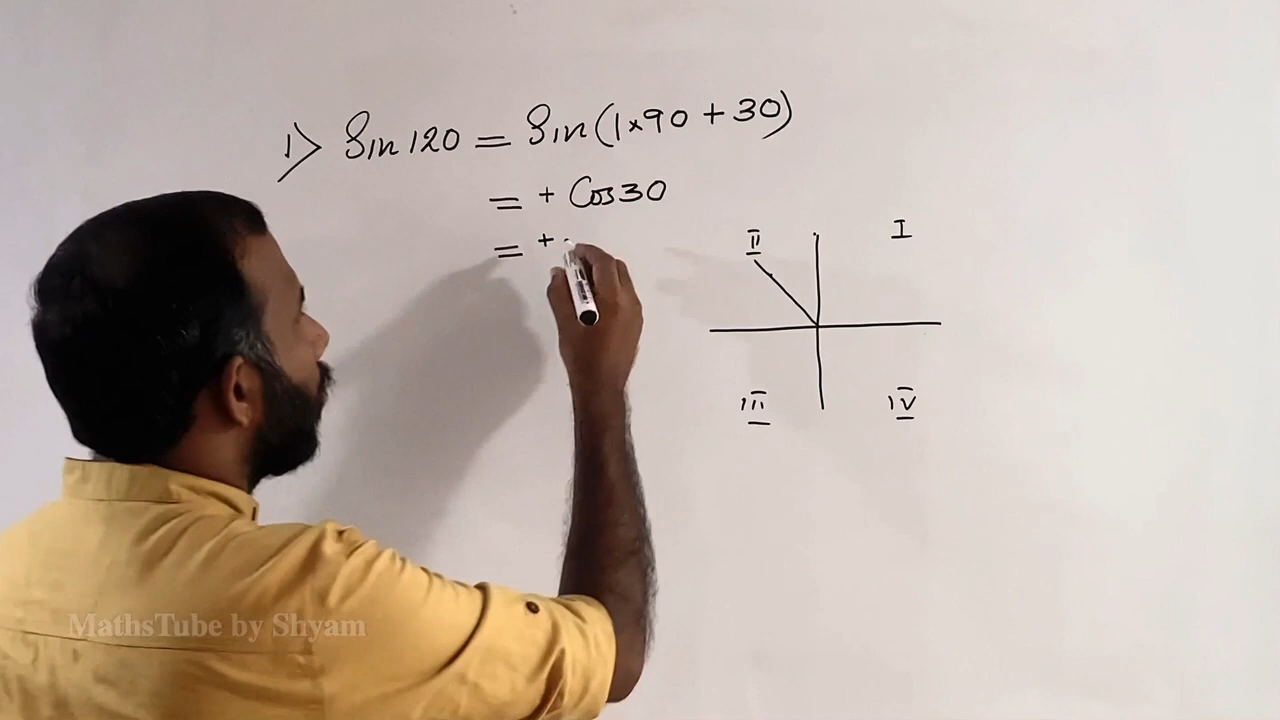 1) Sin 120 = Sin(1×90 + 30)
= + Cos 30
= +
II I
III IV
MathsTube by Shyam